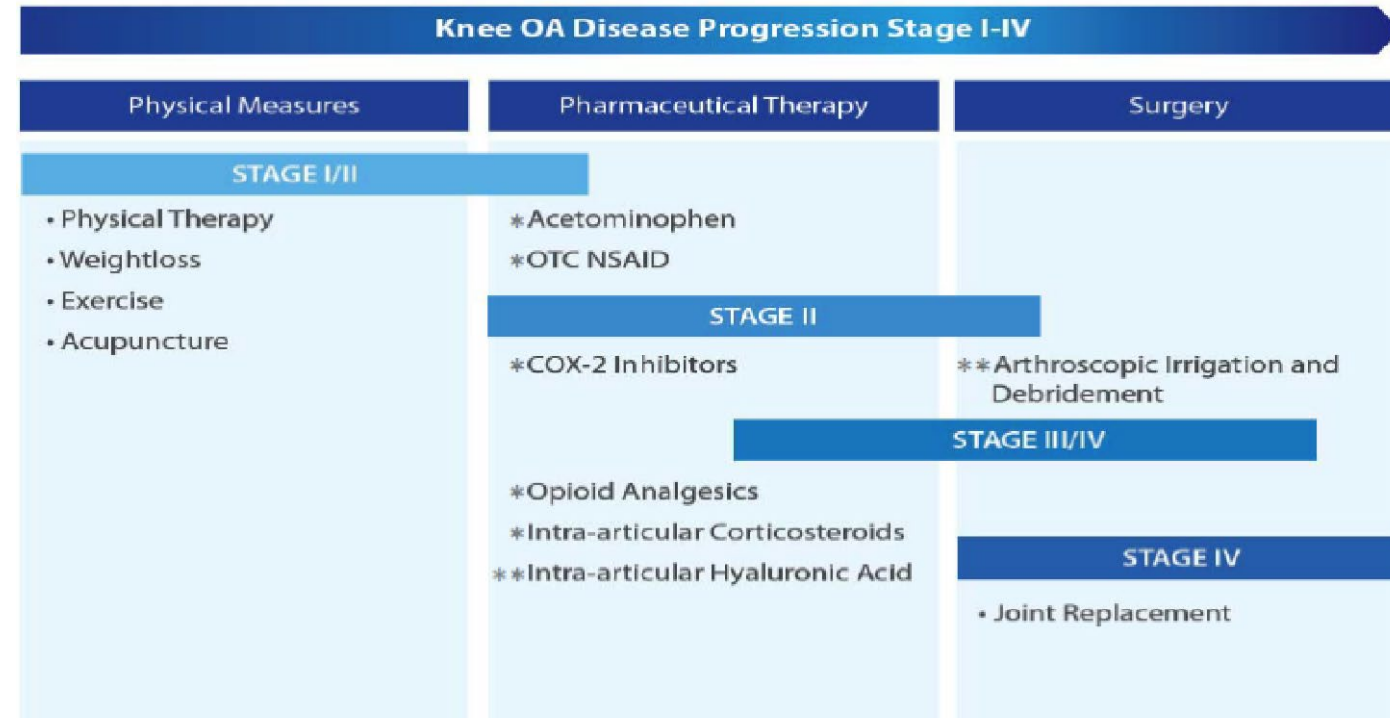 Knee OA Disease Progression Stage I-IV
Physical Measures
Pharmaceutical Therapy
Surgery
STAGE I/II
• Physical Therapy
• Weightloss
• Exercise
• Acupuncture
*Acetominophen
*OTC NSAID
STAGE II
*COX-2 Inhibitors
**Arthroscopic Irrigation and
Debridement
STAGE III/IV
*Opioid Analgesics
*Intra-articular Corticosteroids
**Intra-articular Hyaluronic Acid
STAGE IV
• Joint Replacement